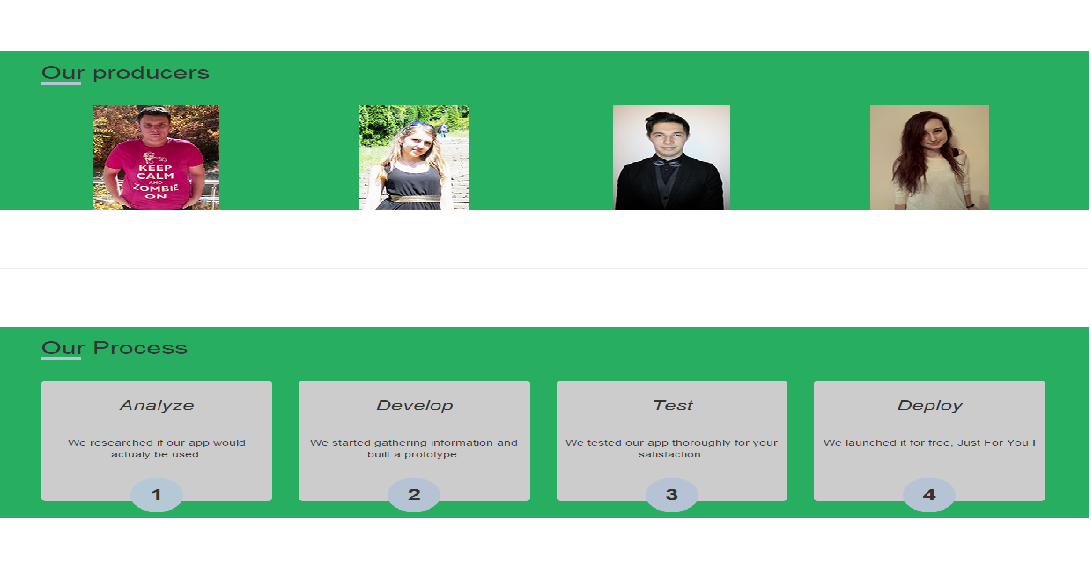 Our producers
KEEP
CALM
AND
ZOMBIE
ON
Our Process
Analyze
We researched if our app would
actualy be used
1
Develop
We started gathering information and
built a prototype
2
Test
We tested our app thoroughly for your
satisfaction
3
Deploy
We launched it for free, Just For You !
4